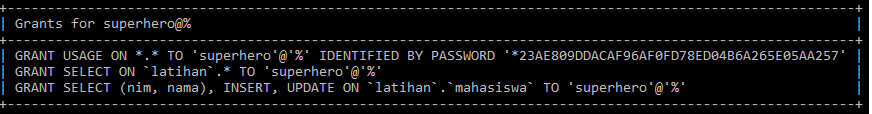 Grants for superhero@%
GRANT USAGE ON *.* TO 'superhero'@'%' IDENTIFIED BY PASSWORD '*23AE809DDACAF96AF0FD78ED04B6A265E05AA257'
GRANT SELECT ON `latihan`.* TO 'superhero'@'%'
GRANT SELECT (nim, nama), INSERT, UPDATE ON `latihan`.`mahasiswa` TO 'superhero'@'%'